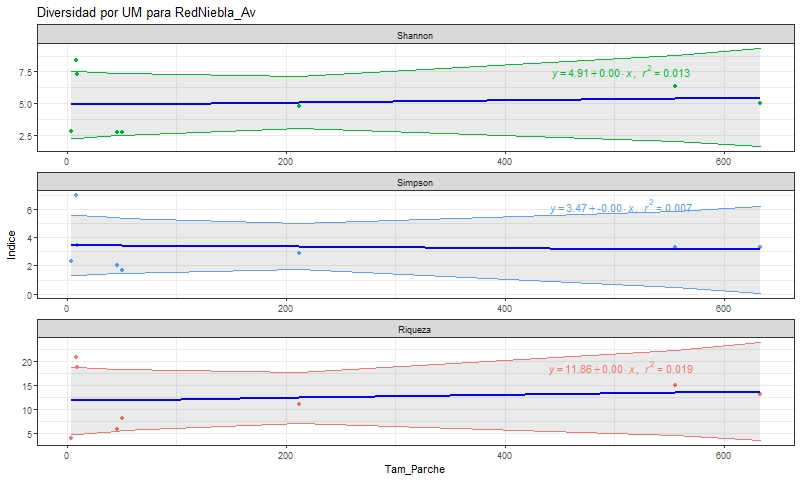 Diversidad por UM para RedNiebla_Av
Shannon
y = 4.91 + 0.00 · x, r² = 0.013
7.5
5.0
2.5
0 200 400 600
Simpson
y = 3.47 + -0.00 · x, r² = 0.007
6
4
2
0
0 200 400 600
Indice
Riqueza
y = 11.86 + 0.00 · x, r² = 0.019
20
15
10
5
0 200 400 600
Tam_Parche